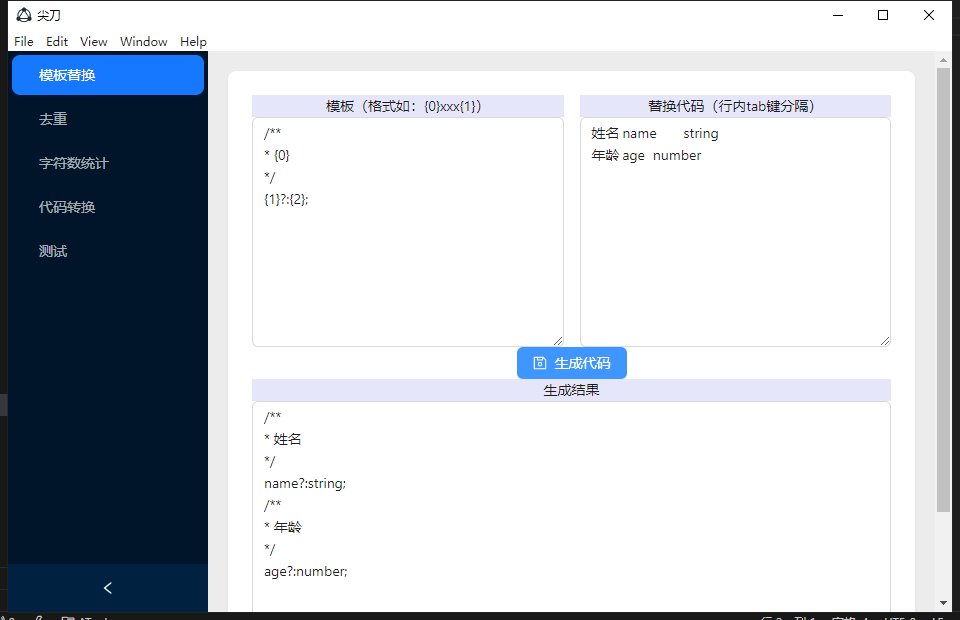 尖刀
File Edit View Window Help
模板替换
去重
字符数统计
代码转换
测试
模板（格式如：{0}xxx{1}）
/**
* {0}
*/
{1}?:{2};
替换代码（行内tab键分隔）
姓名 name string
年龄 age number
生成代码
生成结果
/**
* 姓名
*/
name?:string;
/**
* 年龄
*/
age?:number;